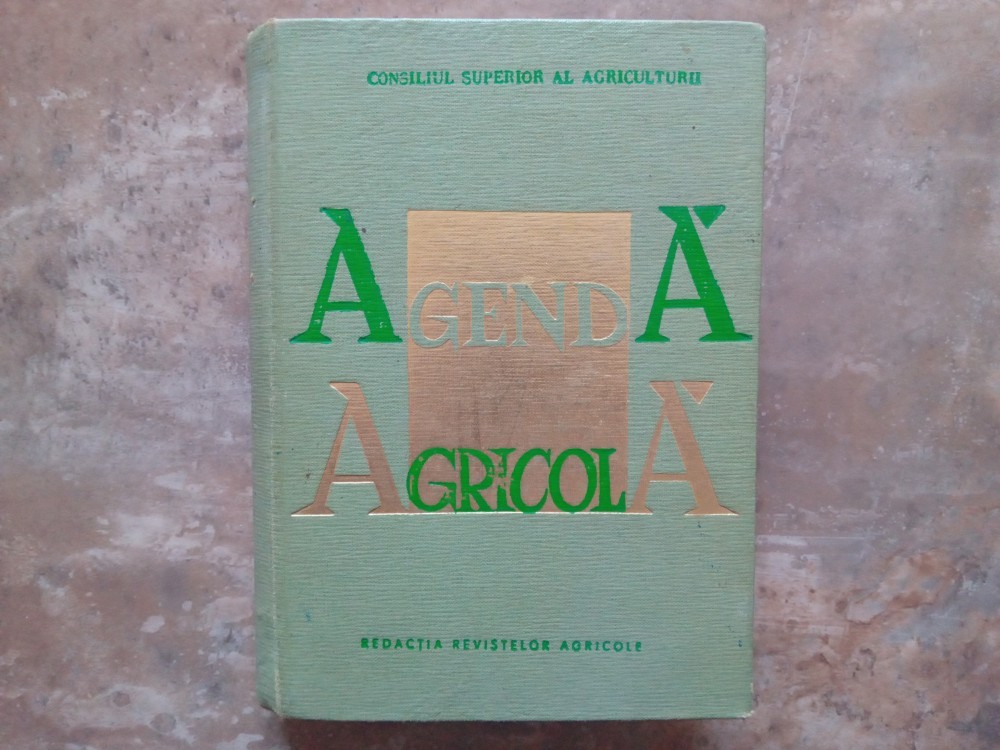 CONSILIUL SUPERIOR AL AGRICULTURII
AGENDĂ
AGRICOLĂ
REDACȚIA REVISTELOR AGRICOLE